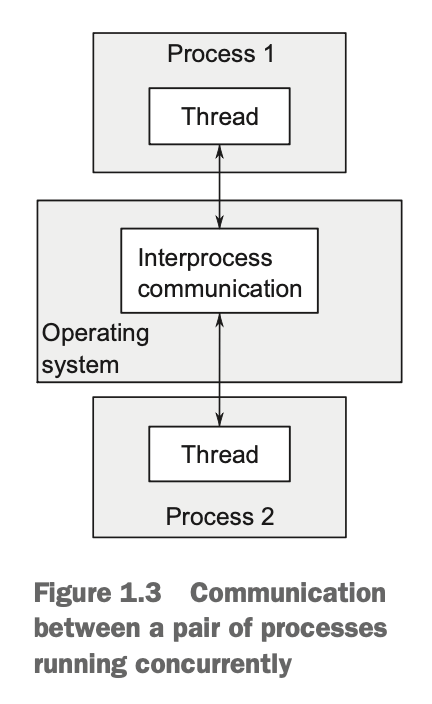 Process 1
Thread
Interprocess
communication
Operating
system
Thread
Process 2
Figure 1.3 Communication
between a pair of processes
running concurrently